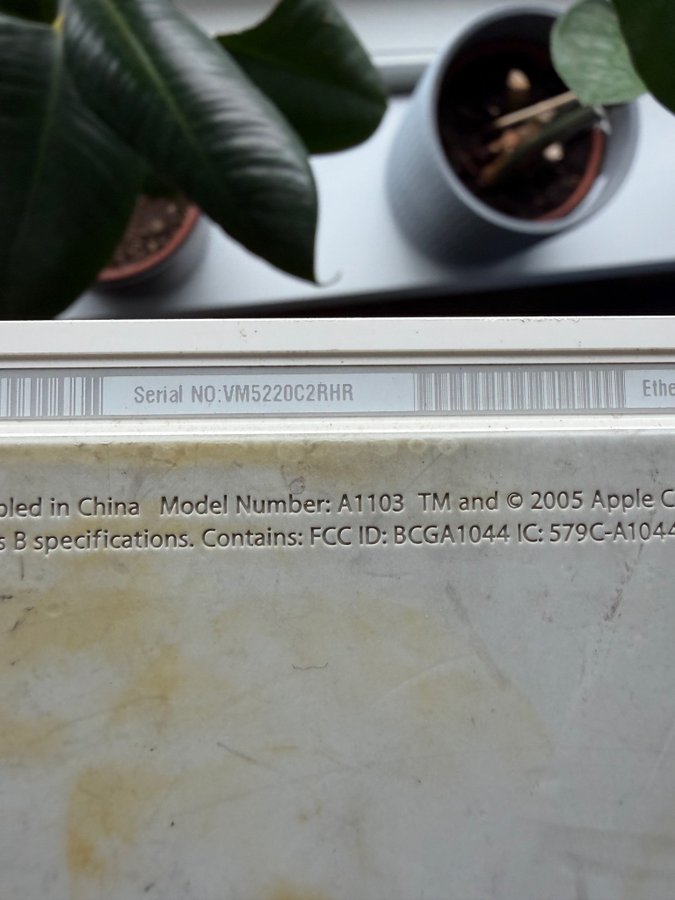 Serial NO:VM5220C2RHR Ethe
bled in China Model Number: A1103 TM and © 2005 Apple C
s B specifications. Contains: FCC ID: BCGA1044 IC: 579C-A1044